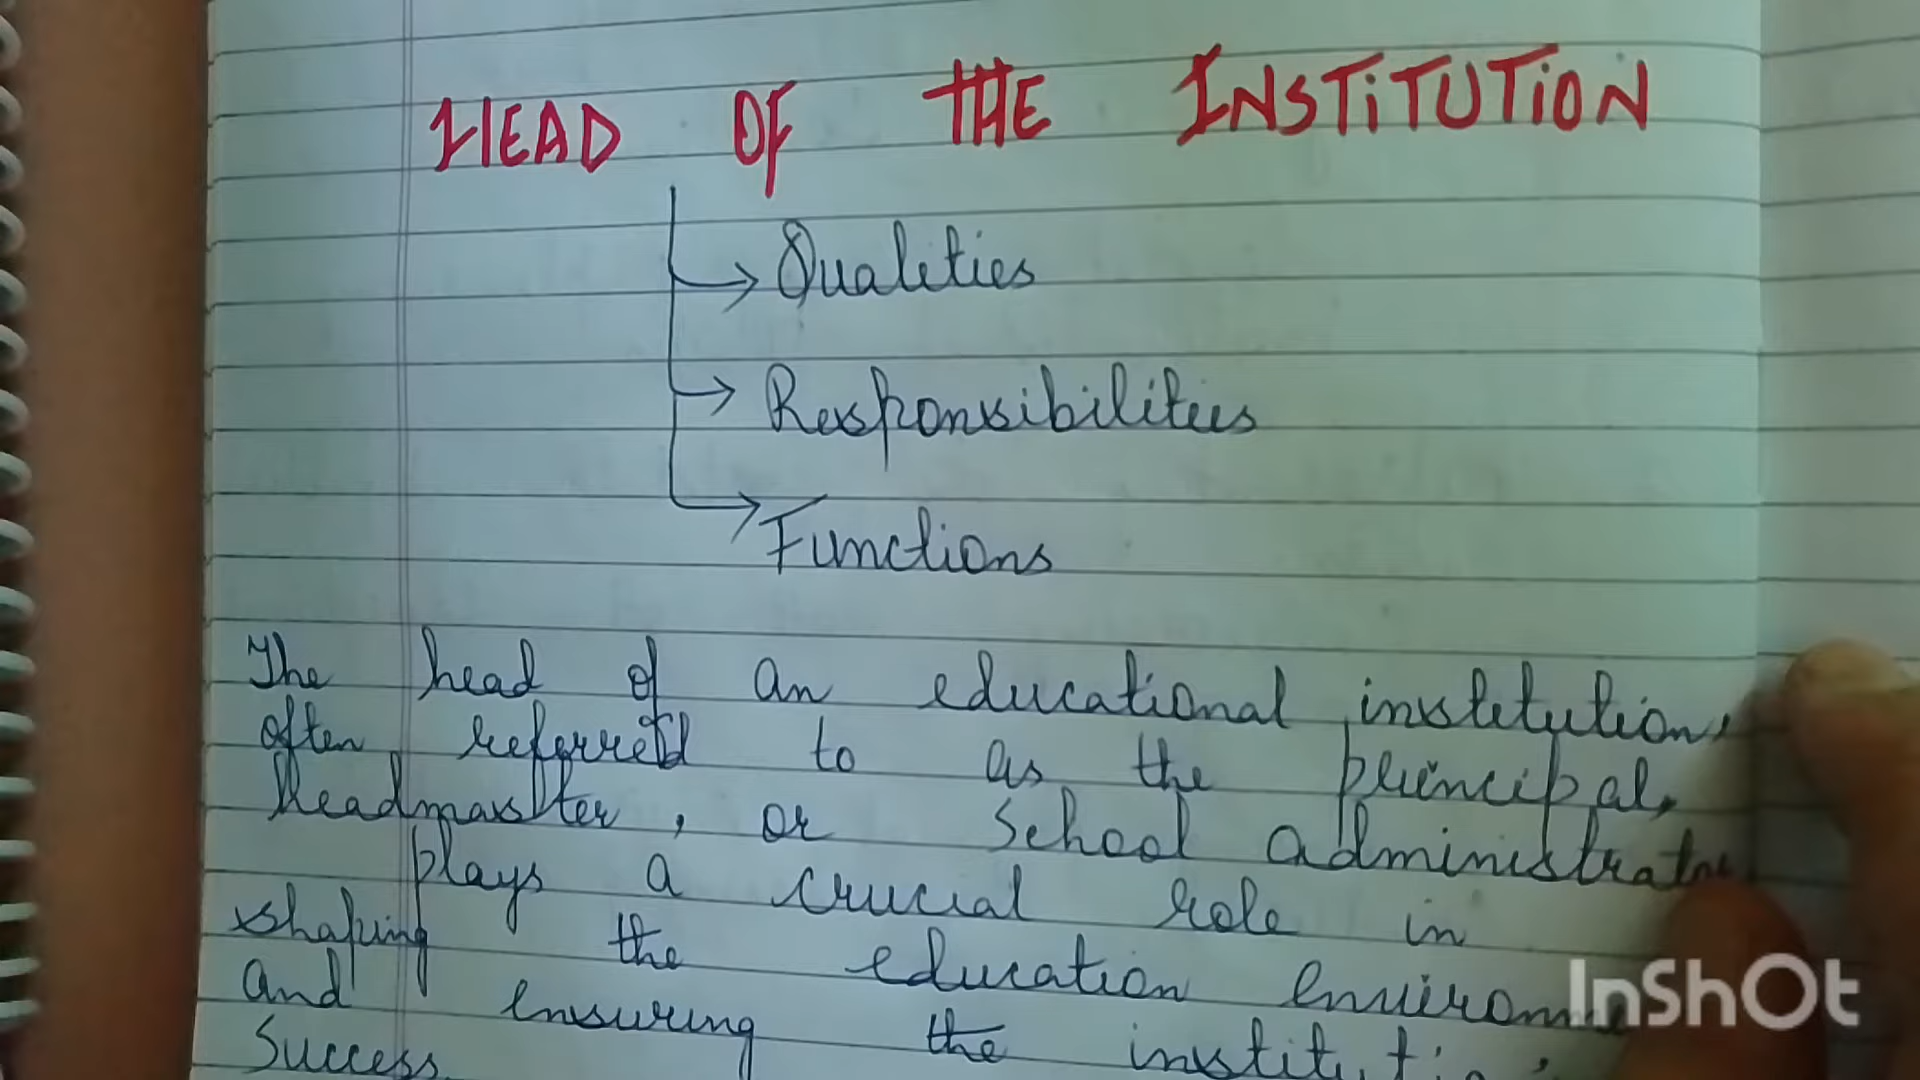 HEAD OF THE INSTITUTION
Qualities
Responsibilities
Functions
The head of an educational institution,
often referred to as the principal,
headmaster, or school administrator
plays a crucial role in
shaping the education
and ensuring the
Success.
InShOt